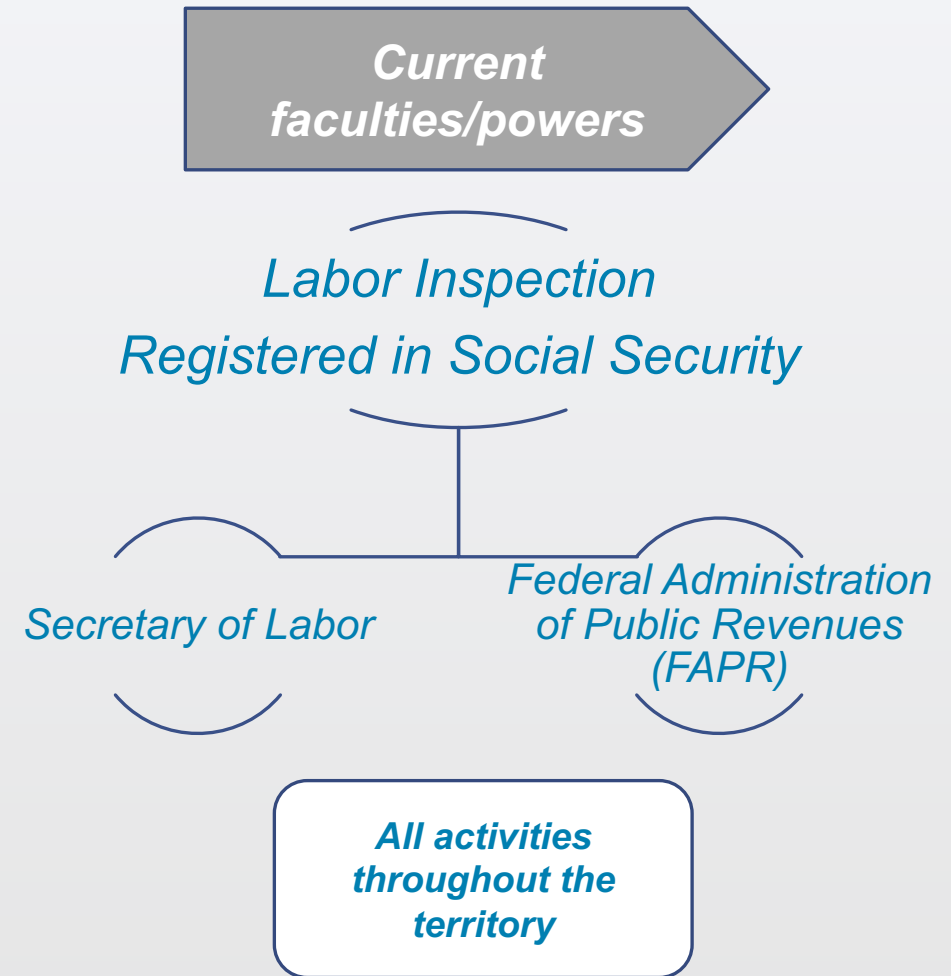 Current
faculties/powers
Labor Inspection
Registered in Social Security
Secretary of Labor
Federal Administration
of Public Revenues
(FAPR)
All activities
throughout the
territory